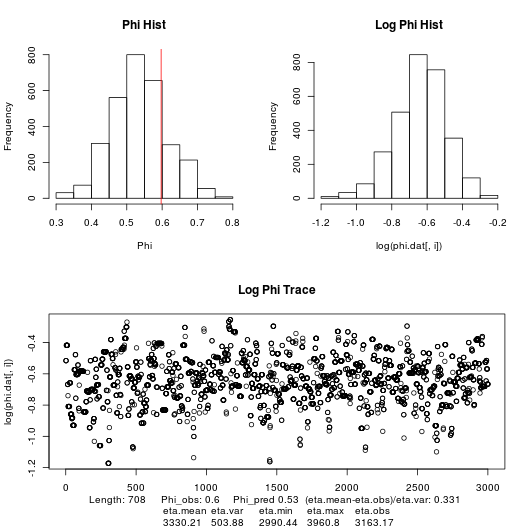 Phi Hist
Log Phi Hist
Frequency
0 200 400 600 800
0.3 0.4 0.5 0.6 0.7 0.8
Phi
Frequency
0 200 400 600 800
-1.2 -1.0 -0.8 -0.6 -0.4 -0.2
log(phi.dat[, i])
Log Phi Trace
log(phi.dat[, i])
-1.2 -1.0 -0.8 -0.6 -0.4
0 500 1000 1500 2000 2500 3000
Length: 708 Phi_obs: 0.6 Phi_pred 0.53 (eta.mean-eta.obs)/eta.var: 0.331
eta.mean eta.var eta.min eta.max eta.obs
3330.21 503.88 2990.44 3960.8 3163.17